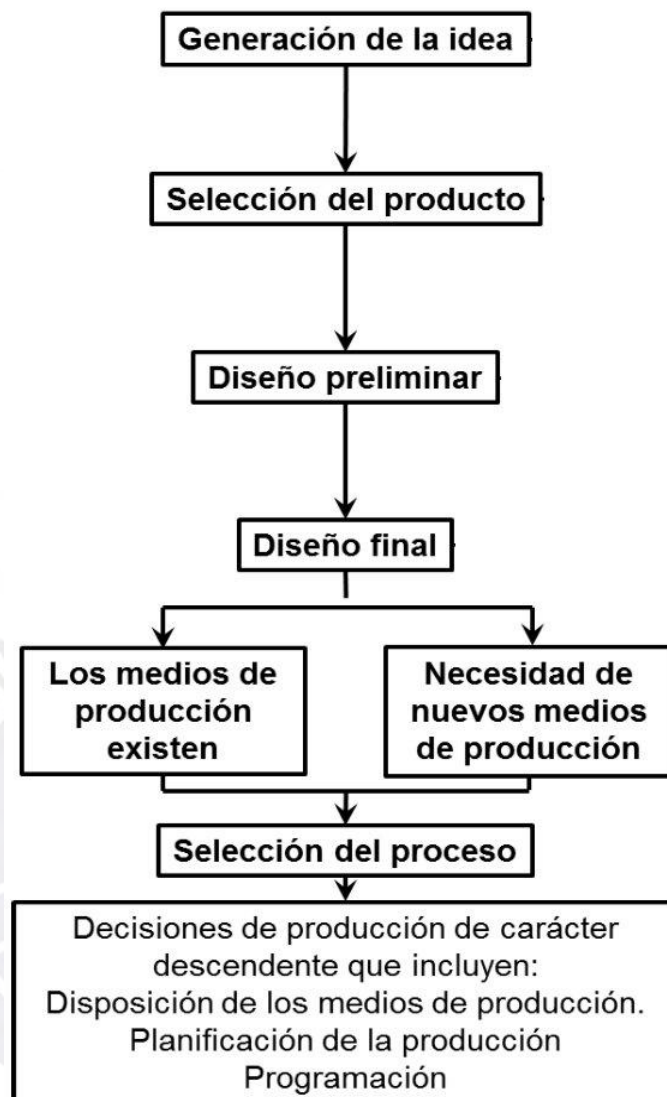 Generación de la idea
Selección del producto
Diseño preliminar
Diseño final
Los medios de
producción
existen
Necesidad de
nuevos medios
de producción
Selección del proceso
Decisiones de producción de carácter
descendente que incluyen:
Disposición de los medios de producción.
Planificación de la producción
Programación